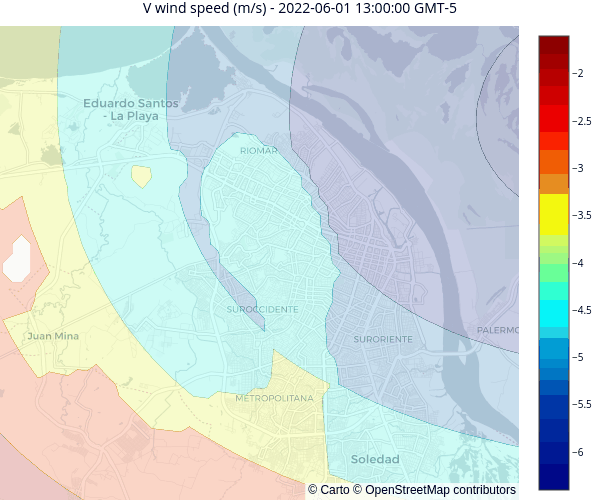 V wind speed (m/s) - 2022-06-01 13:00:00 GMT-5
Eduardo Santos
- La Playa
RIOMAR
SUROCCIDENTE
PALERMO
Juan Mina
SURORIENTE
METROPOLITANA
Soledad
© Carto © OpenStreetMap contributors
−2
−2.5
−3
−3.5
−4
−4.5
−5
−5.5
−6